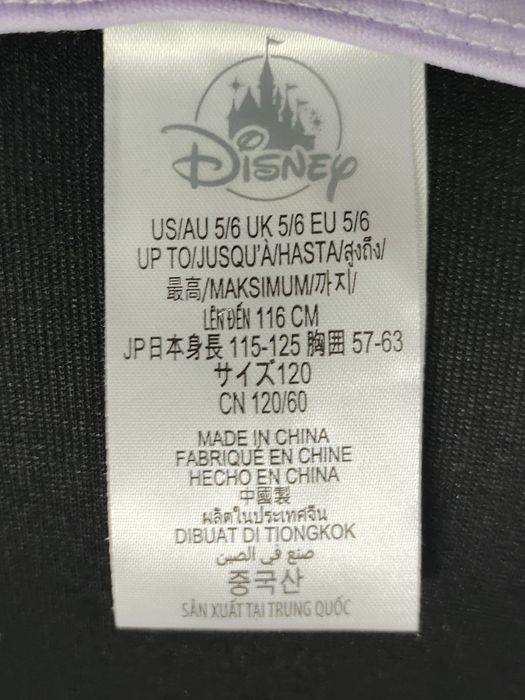 DISNEY
US/AU 5/6 UK 5/6 EU 5/6
UP TO/JUSQU'À/HASTA/สูงถึง/
最高/MAKSIMUM/까지/
LÊN ĐẾN 116 CM
JP日本身長 115-125 胸囲 57-63
サイズ120
CN 120/60
MADE IN CHINA
FABRIQUÉ EN CHINE
HECHO EN CHINA
中國製
ผลิตในประเทศจีน
DIBUAT DI TIONGKOK
صنع في الصين
중국산
SẢN XUẤT TẠI TRUNG QUỐC